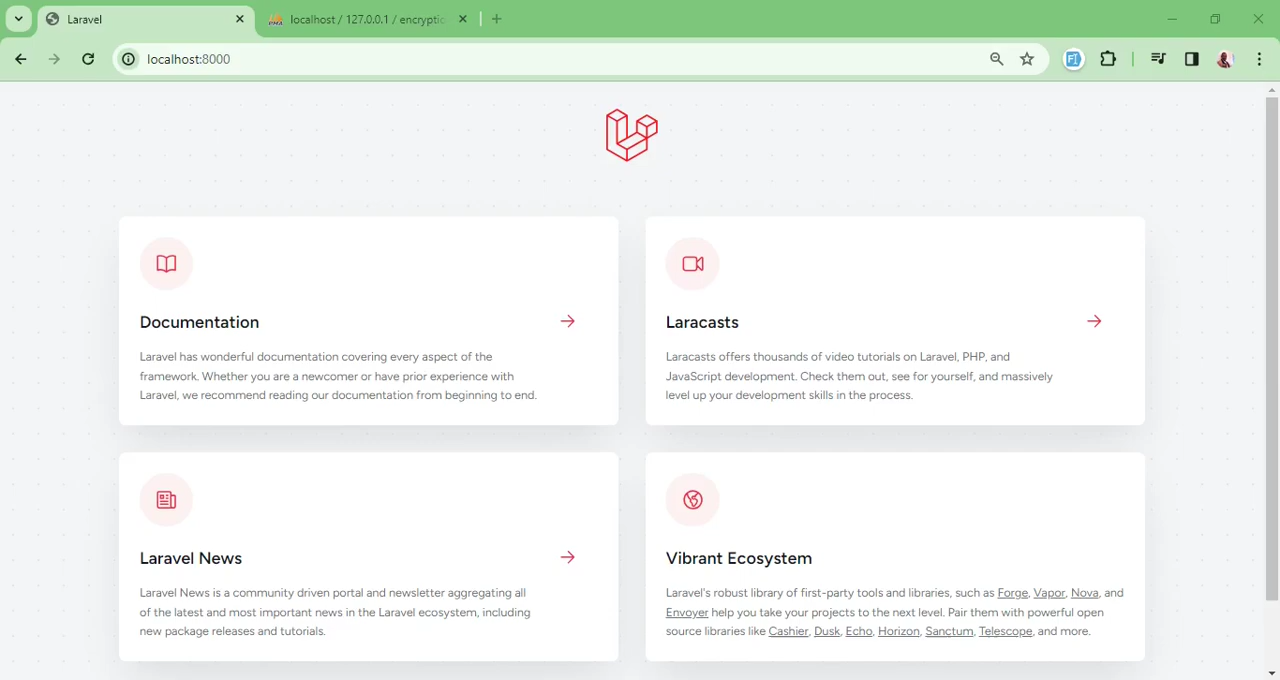 Laravel
localhost / 127.0.0.1 / encryptic
localhost:8000
Documentation
Laravel has wonderful documentation covering every aspect of the
framework. Whether you are a newcomer or have prior experience with
Laravel, we recommend reading our documentation from beginning to end.
Laracasts
Laracasts offers thousands of video tutorials on Laravel, PHP, and
JavaScript development. Check them out, see for yourself, and massively
level up your development skills in the process.
Laravel News
Laravel News is a community driven portal and newsletter aggregating all
of the latest and most important news in the Laravel ecosystem, including
new package releases and tutorials.
Vibrant Ecosystem
Laravel's robust library of first-party tools and libraries, such as Forge, Vapor, Nova, and
Envoyer help you take your projects to the next level. Pair them with powerful open
source libraries like Cashier, Dusk, Echo, Horizon, Sanctum, Telescope, and more.